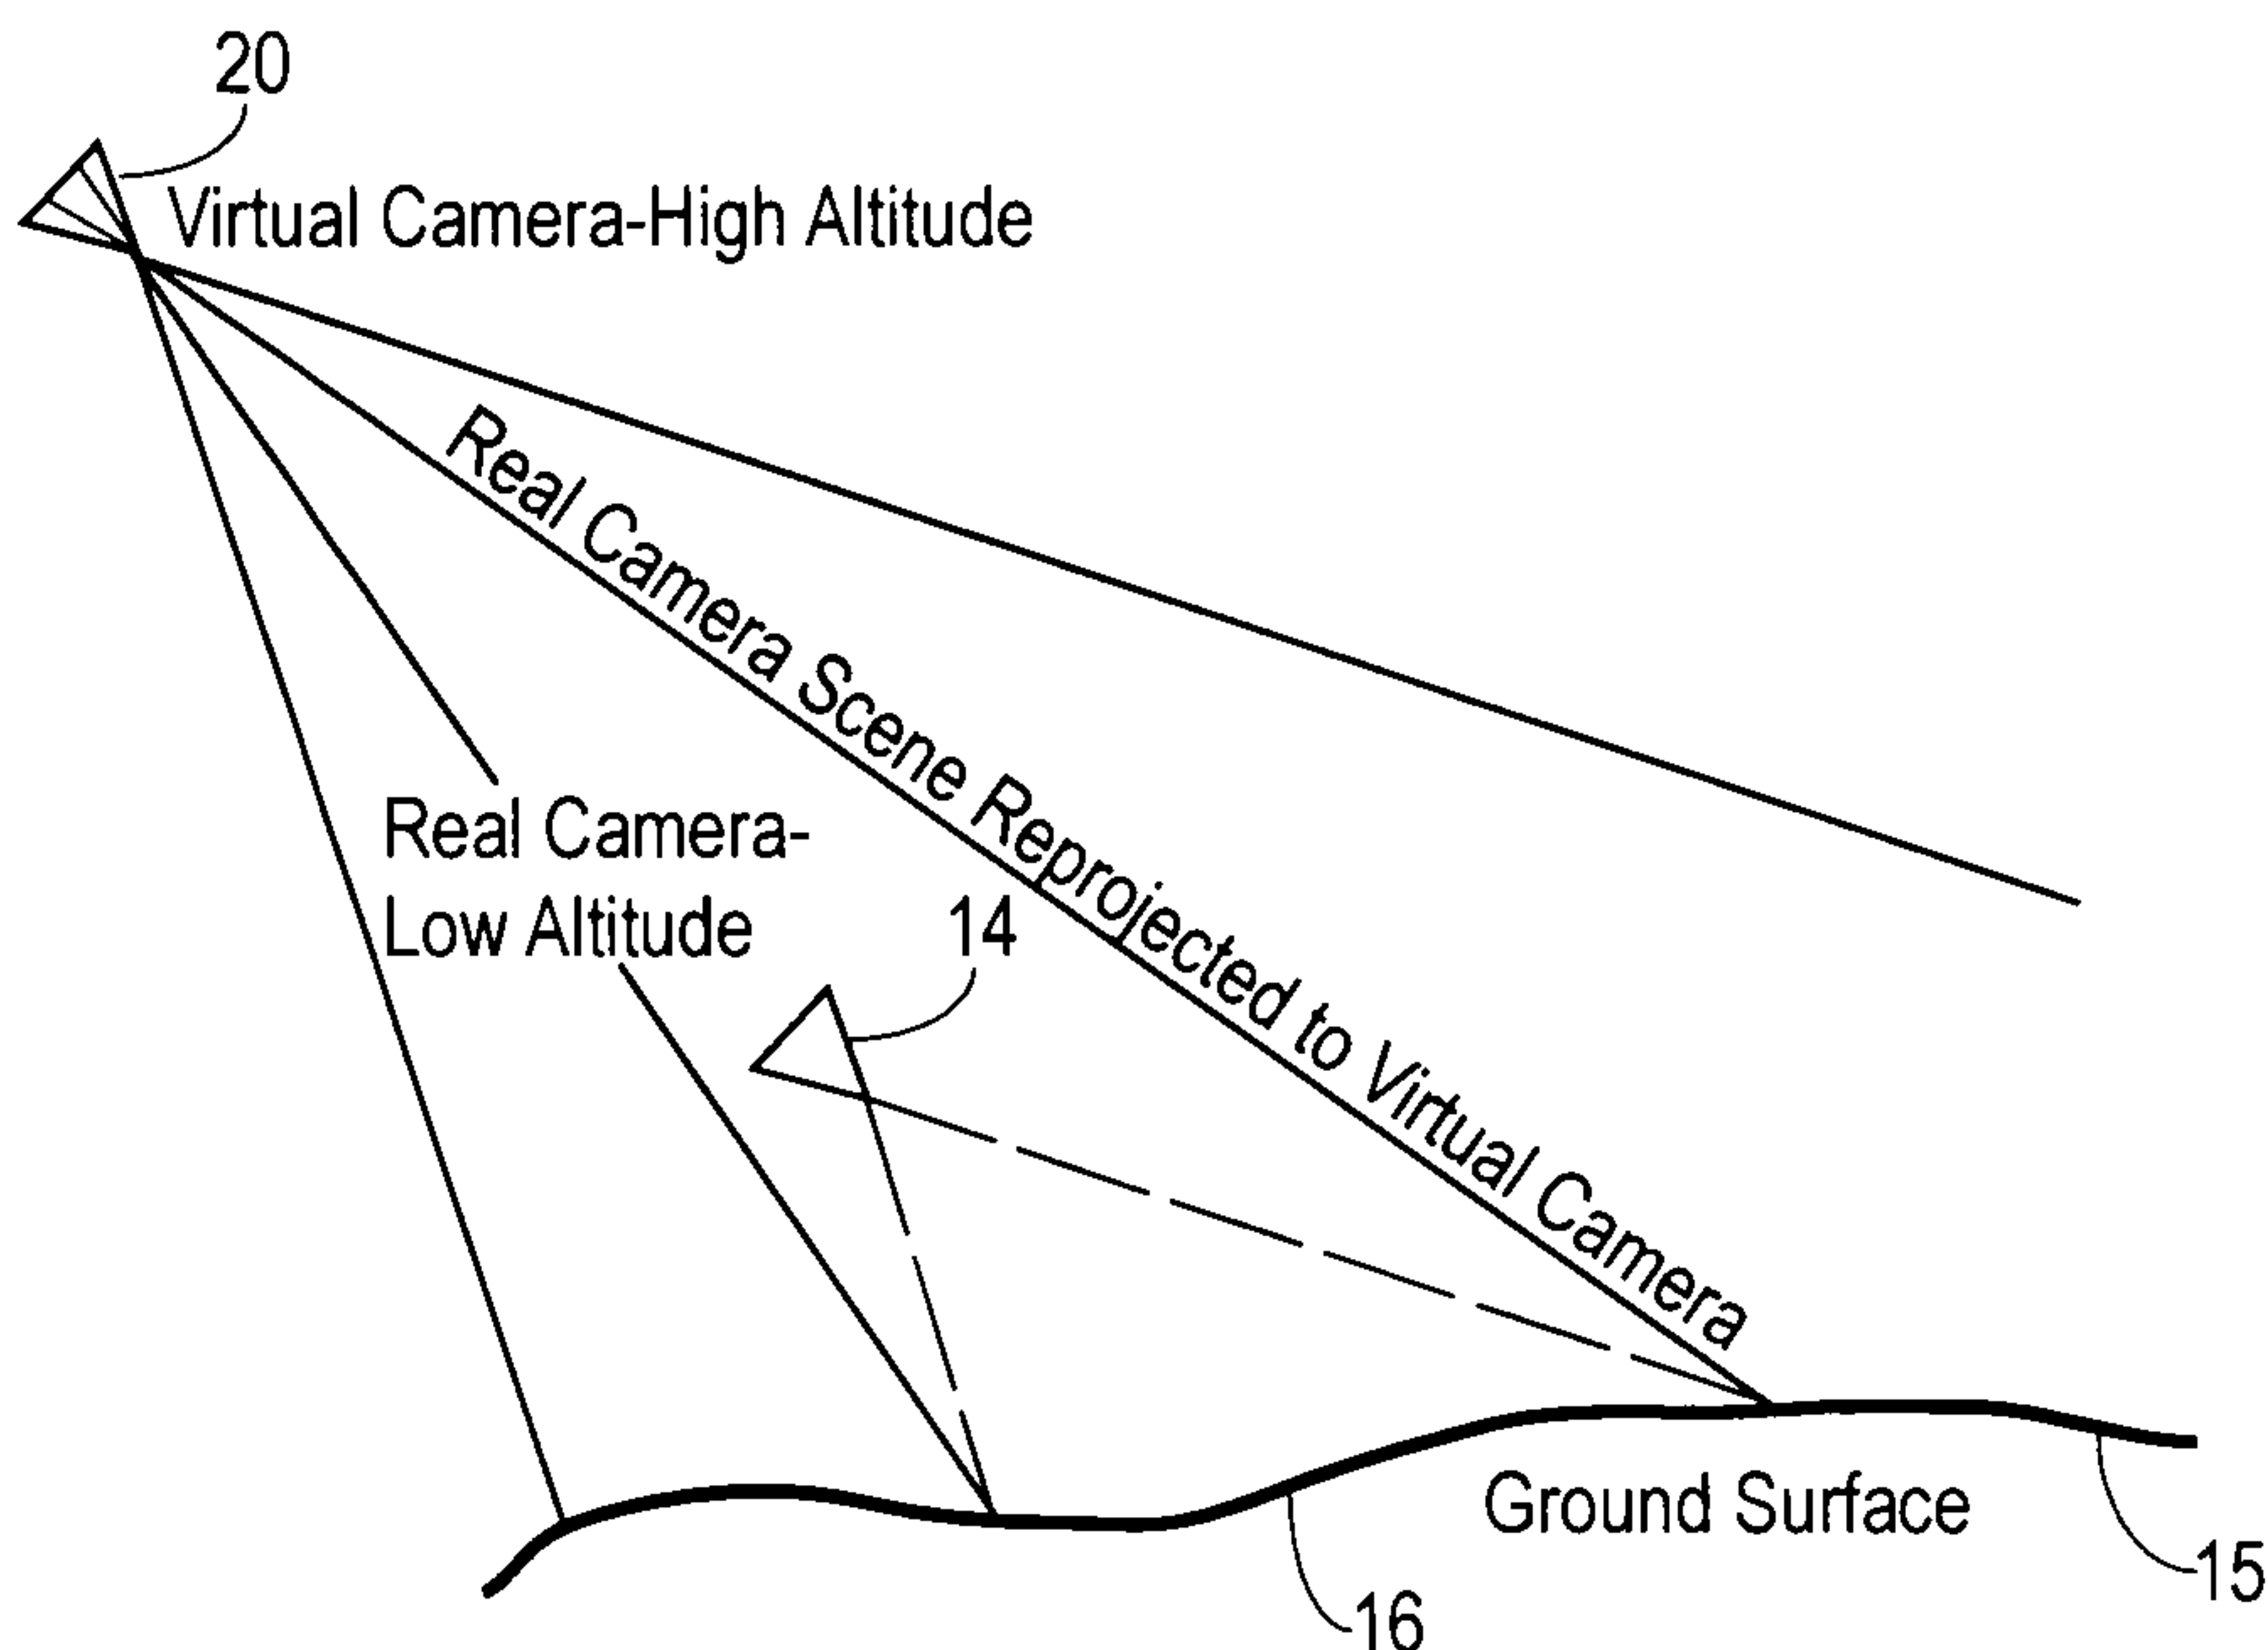 20
Virtual Camera-High Altitude
Real Camera Scene Reprojected to Virtual Camera
Real Camera-
Low Altitude
14
Ground Surface
15
16